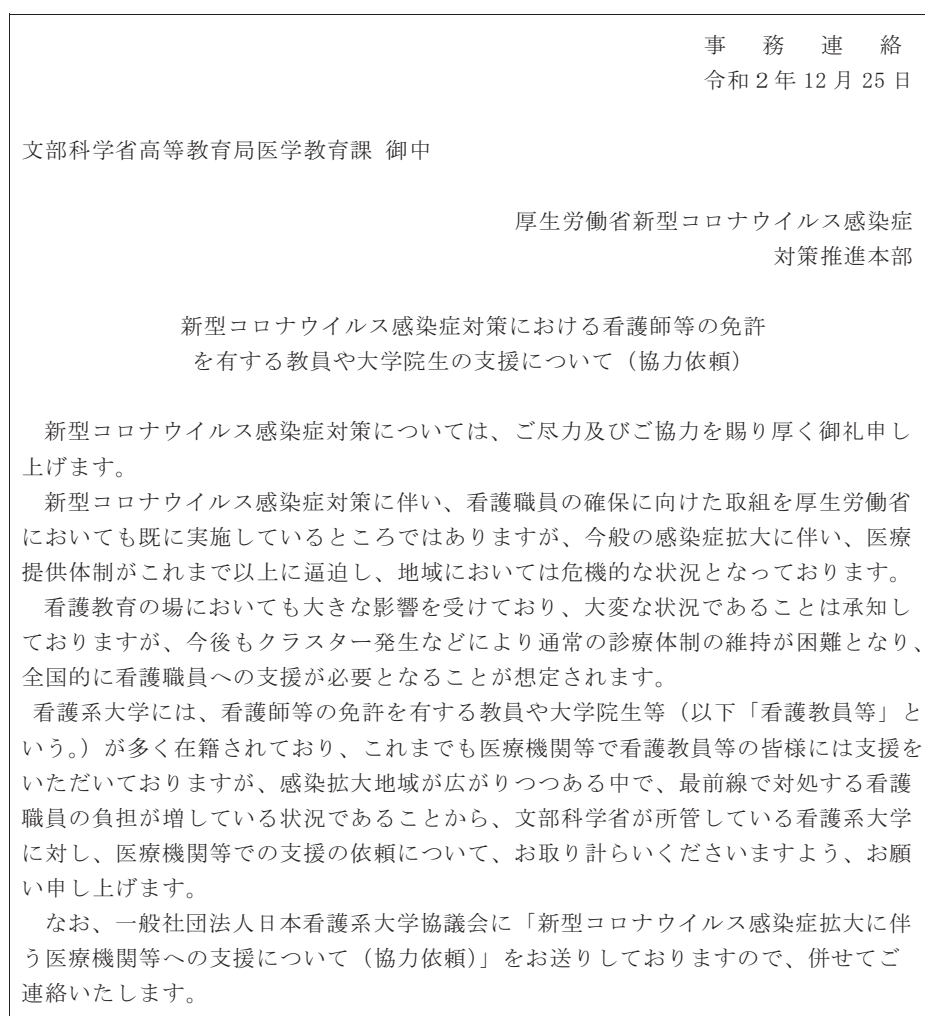 事　務　連　絡
令和２年 12 月 25 日
文部科学省高等教育局医学教育課 御中
厚生労働省新型コロナウイルス感染症
対策推進本部
新型コロナウイルス感染症対策における看護師等の免許
を有する教員や大学院生の支援について（協力依頼）
新型コロナウイルス感染症対策については、ご尽力及びご協力を賜り厚く御礼申し
上げます。
新型コロナウイルス感染症対策に伴い、看護職員の確保に向けた取組を厚生労働省
においても既に実施しているところではありますが、今般の感染症拡大に伴い、医療
提供体制がこれまで以上に逼迫し、地域においては危機的な状況となっております。
看護教育の場においても大きな影響を受けており、大変な状況であることは承知し
ておりますが、今後もクラスター発生などにより通常の診療体制の維持が困難となり、
全国的に看護職員への支援が必要となることが想定されます。
看護系大学には、看護師等の免許を有する教員や大学院生等（以下「看護教員等」と
いう。）が多く在籍されており、これまでも医療機関等で看護教員等の皆様には支援を
いただいておりますが、感染拡大地域が広がりつつある中で、最前線で対処する看護
職員の負担が増している状況であることから、文部科学省が所管している看護系大学
に対し、医療機関等での支援の依頼について、お取り計らいくださいますよう、お願
い申し上げます。
なお、一般社団法人日本看護系大学協議会に「新型コロナウイルス感染症拡大に伴
う医療機関等への支援について（協力依頼）」をお送りしておりますので、併せてご
連絡いたします。